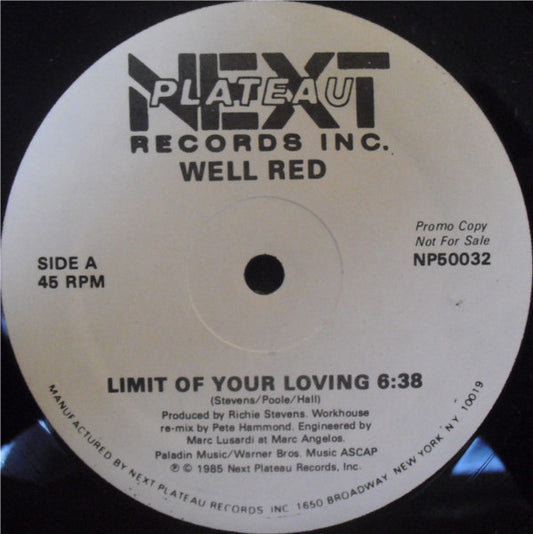 NEXT
PLATEAU
RECORDS INC.
WELL RED
Promo Copy
Not For Sale
NP50032
SIDE A
45 RPM
LIMIT OF YOUR LOVING 6:38
(Stevens/Poole/Hall)
Produced by Richie Stevens. Workhouse
re-mix by Pete Hammond. Engineered by
Marc Lusardi at Marc Angelos.
Paladin Music/Warner Bros. Music ASCAP
℗ © 1985 Next Plateau Records, Inc.
MANUFACTURED BY NEXT PLATEAU RECORDS INC 1650 BROADWAY NEW YORK NY 10019